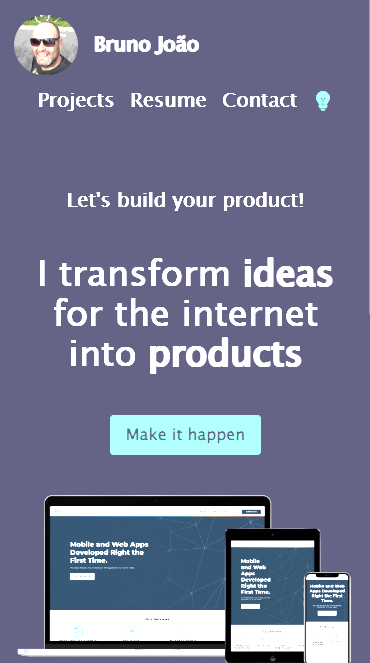 Bruno João
Projects Resume Contact
Let's build your product!
I transform ideas
for the internet
into products
Make it happen
Mobile and Web Apps
Developed Right the
First Time.
Mobile
and Web
Apps
Developed
Right the
First Time.
Mobile and Web Apps
Developed Right the First
Time.